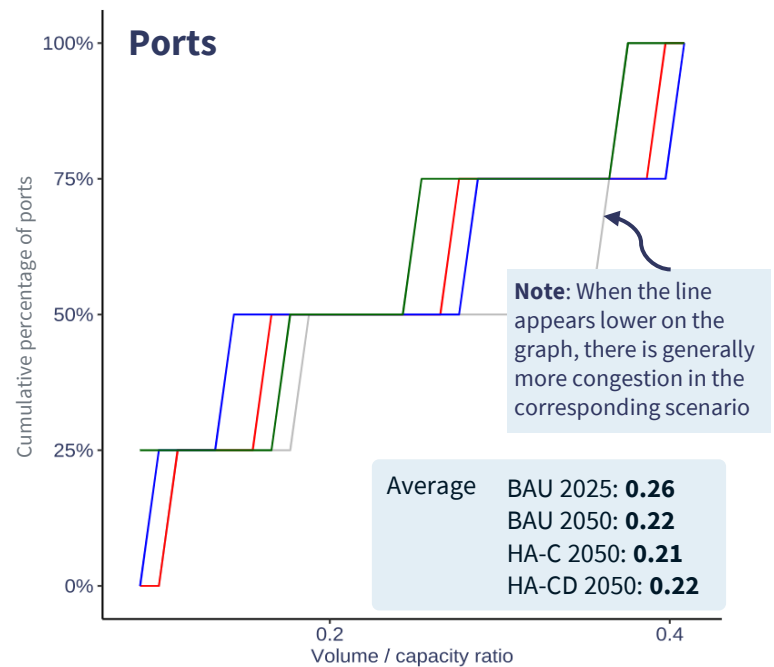 Ports
100%
75%
50%
25%
0%
Cumulative percentage of ports
Note: When the line
appears lower on the
graph, there is generally
more congestion in the
corresponding scenario
Average
BAU 2025: 0.26
BAU 2050: 0.22
HA-C 2050: 0.21
HA-CD 2050: 0.22
0.2
0.4
Volume / capacity ratio